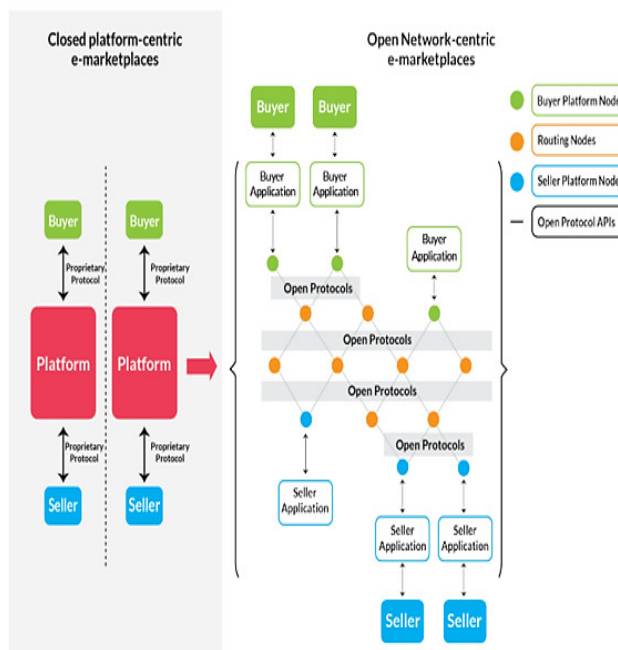 Closed platform-centric
e-marketplaces
Buyer
Buyer
Proprietary
Protocol
Proprietary
Protocol
Platform
Platform
Proprietary
Protocol
Proprietary
Protocol
Seller
Seller
Open Network-centric
e-marketplaces
Buyer
Buyer
Buyer
Application
Buyer
Application
Buyer
Application
Open Protocols
Open Protocols
Open Protocols
Open Protocols
Seller
Application
Seller
Application
Seller
Application
Seller
Seller
Buyer Platform Node
Routing Nodes
Seller Platform Node
Open Protocol APIs